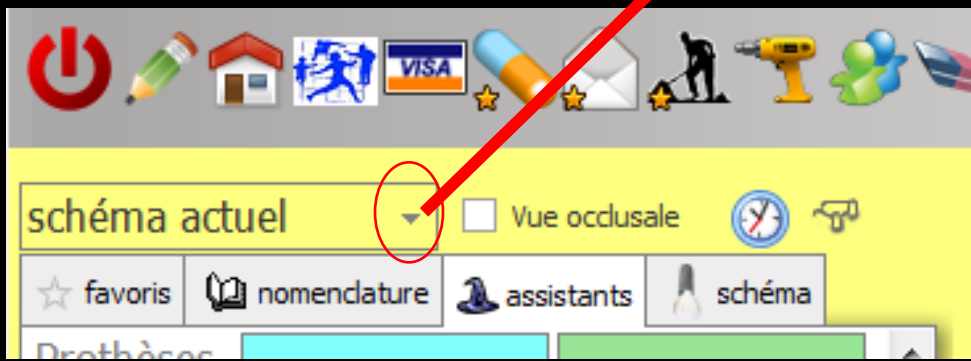 VISA
schéma actuel
Vue occlusale
favoris nomenclature assistants schéma
Prothèses